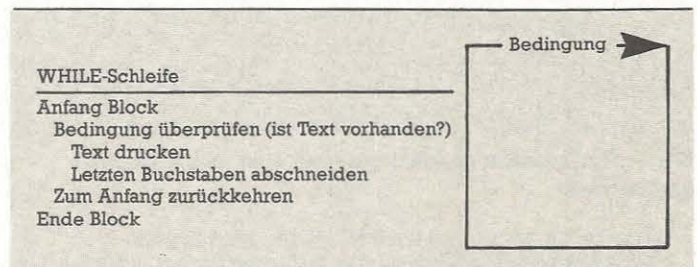 WHILE-Schleife
Anfang Block
Bedingung überprüfen (ist Text vorhanden?)
Text drucken
Letzten Buchstaben abschneiden
Zum Anfang zurückkehren
Ende Block
Bedingung